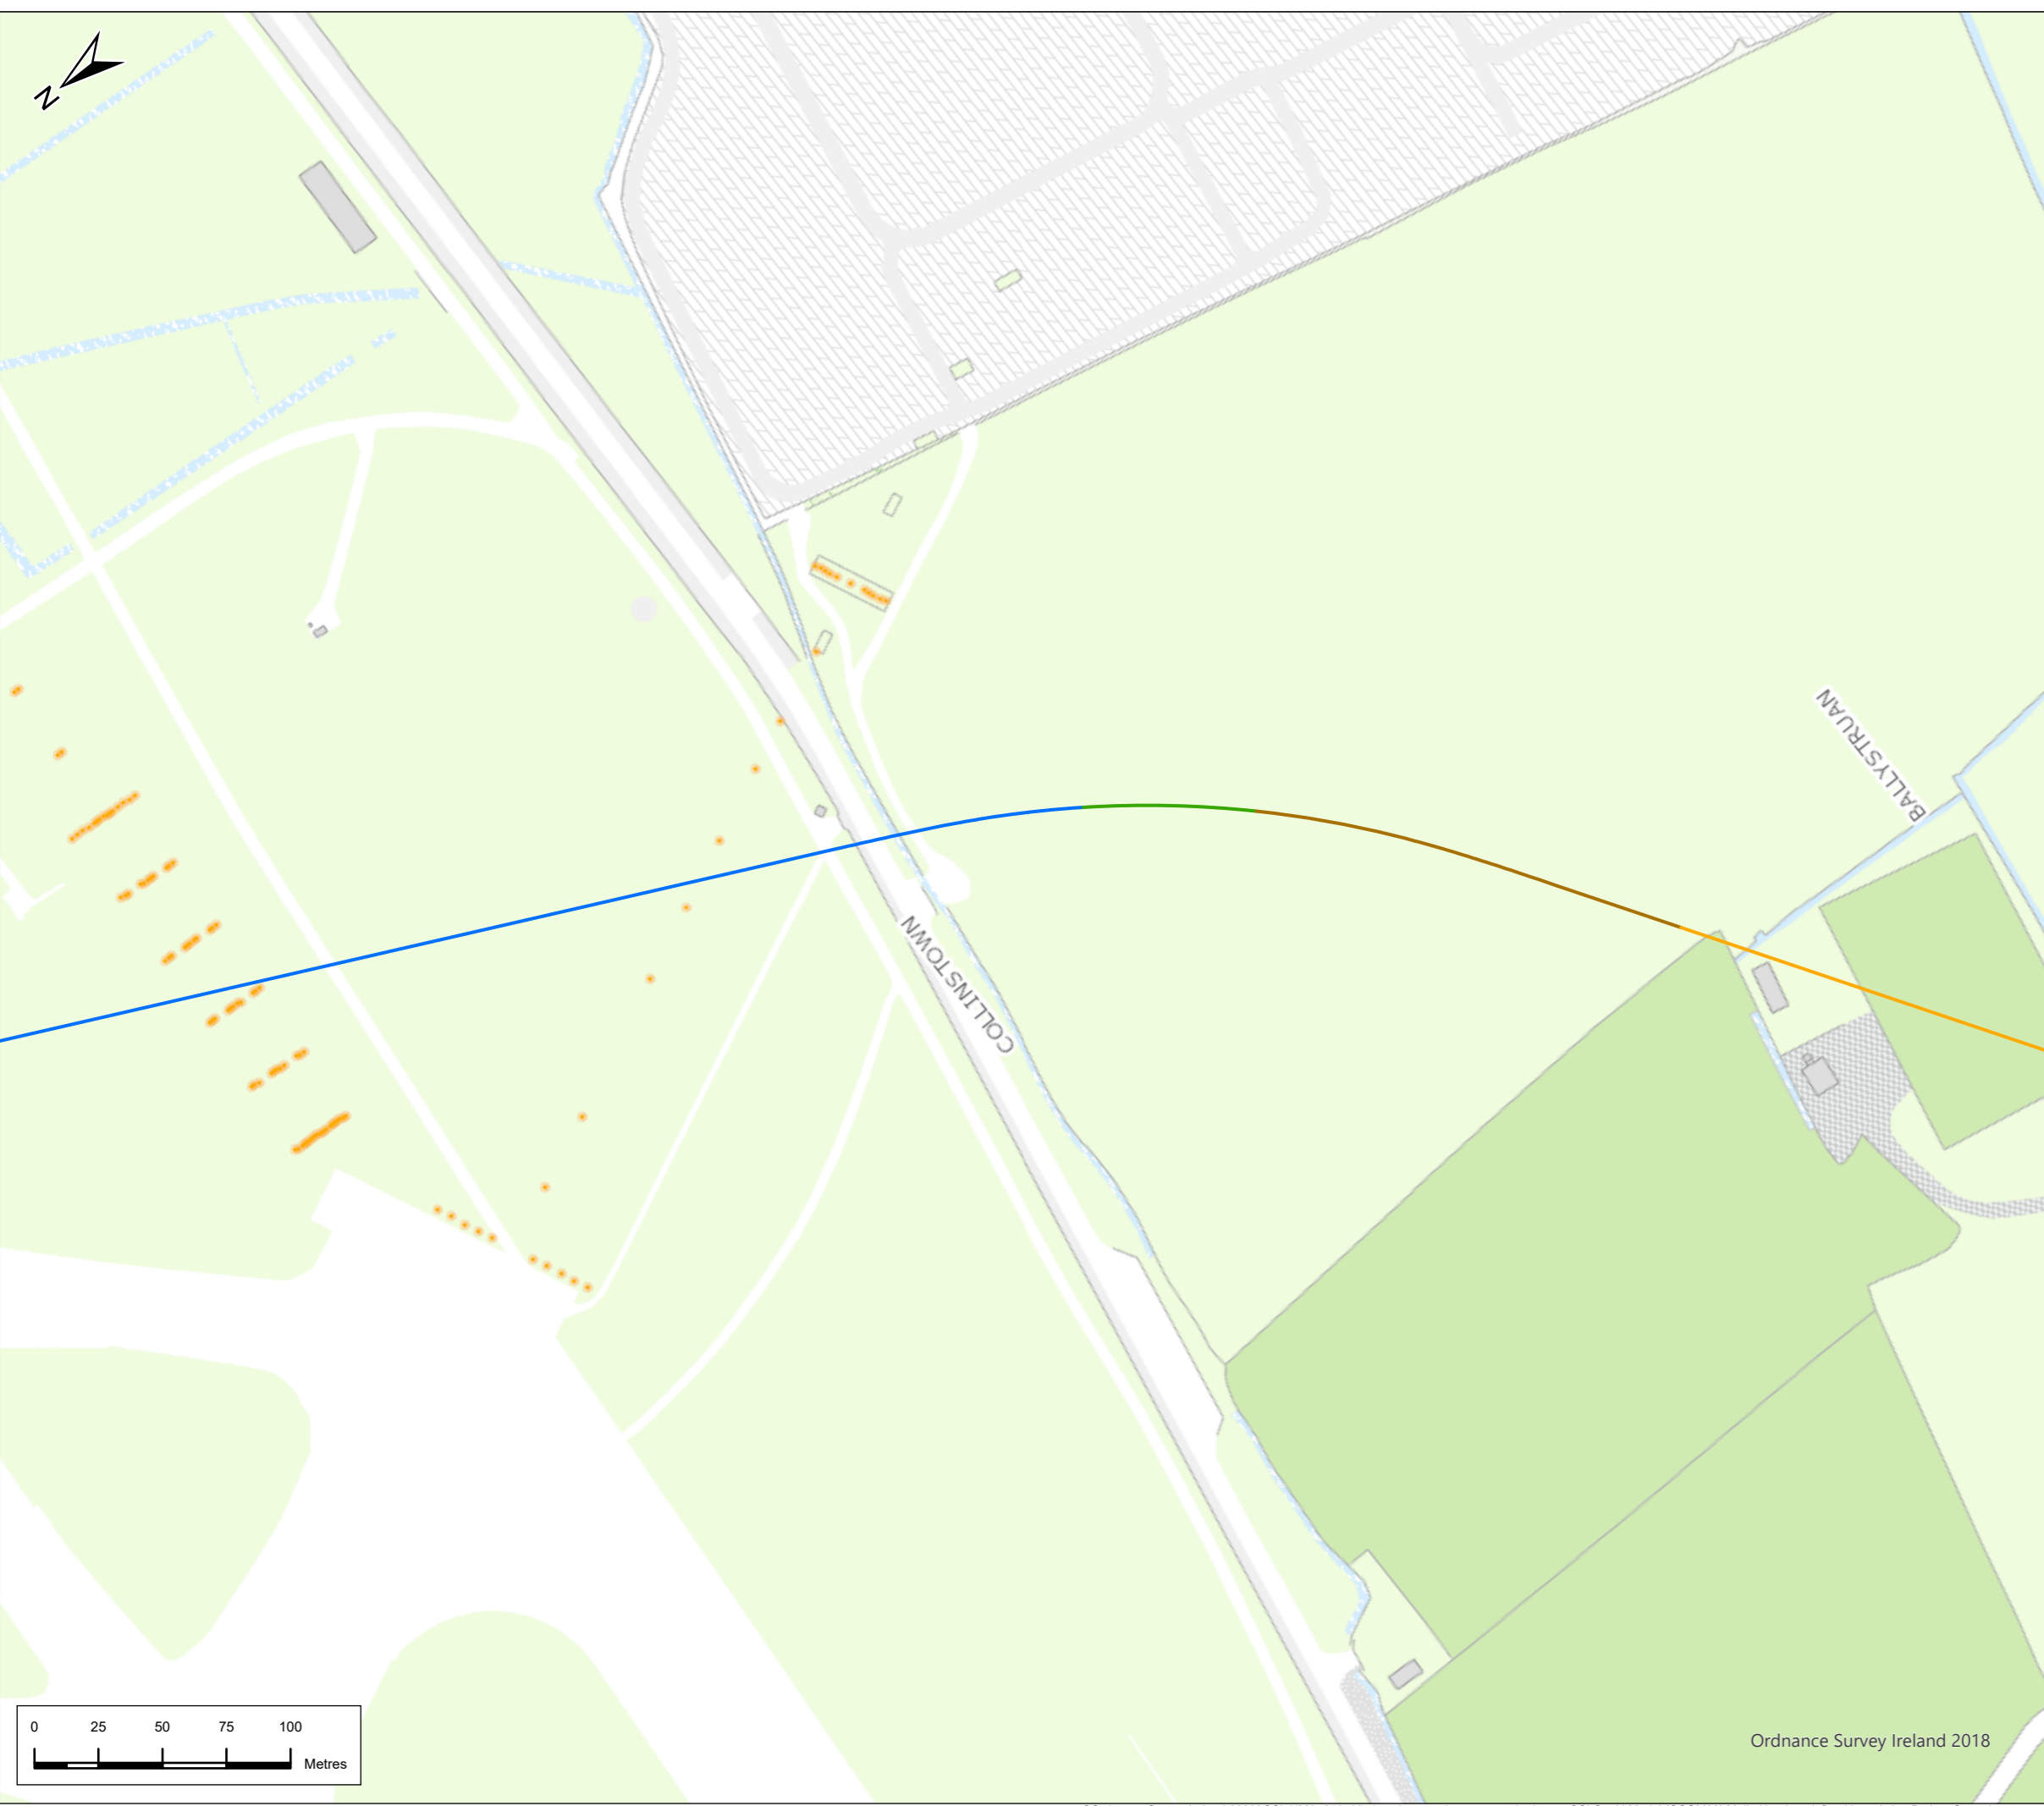 N
BALLYSTRUAN
COLLINSTOWN
0 25 50 75 100
Metres
Ordnance Survey Ireland 2018